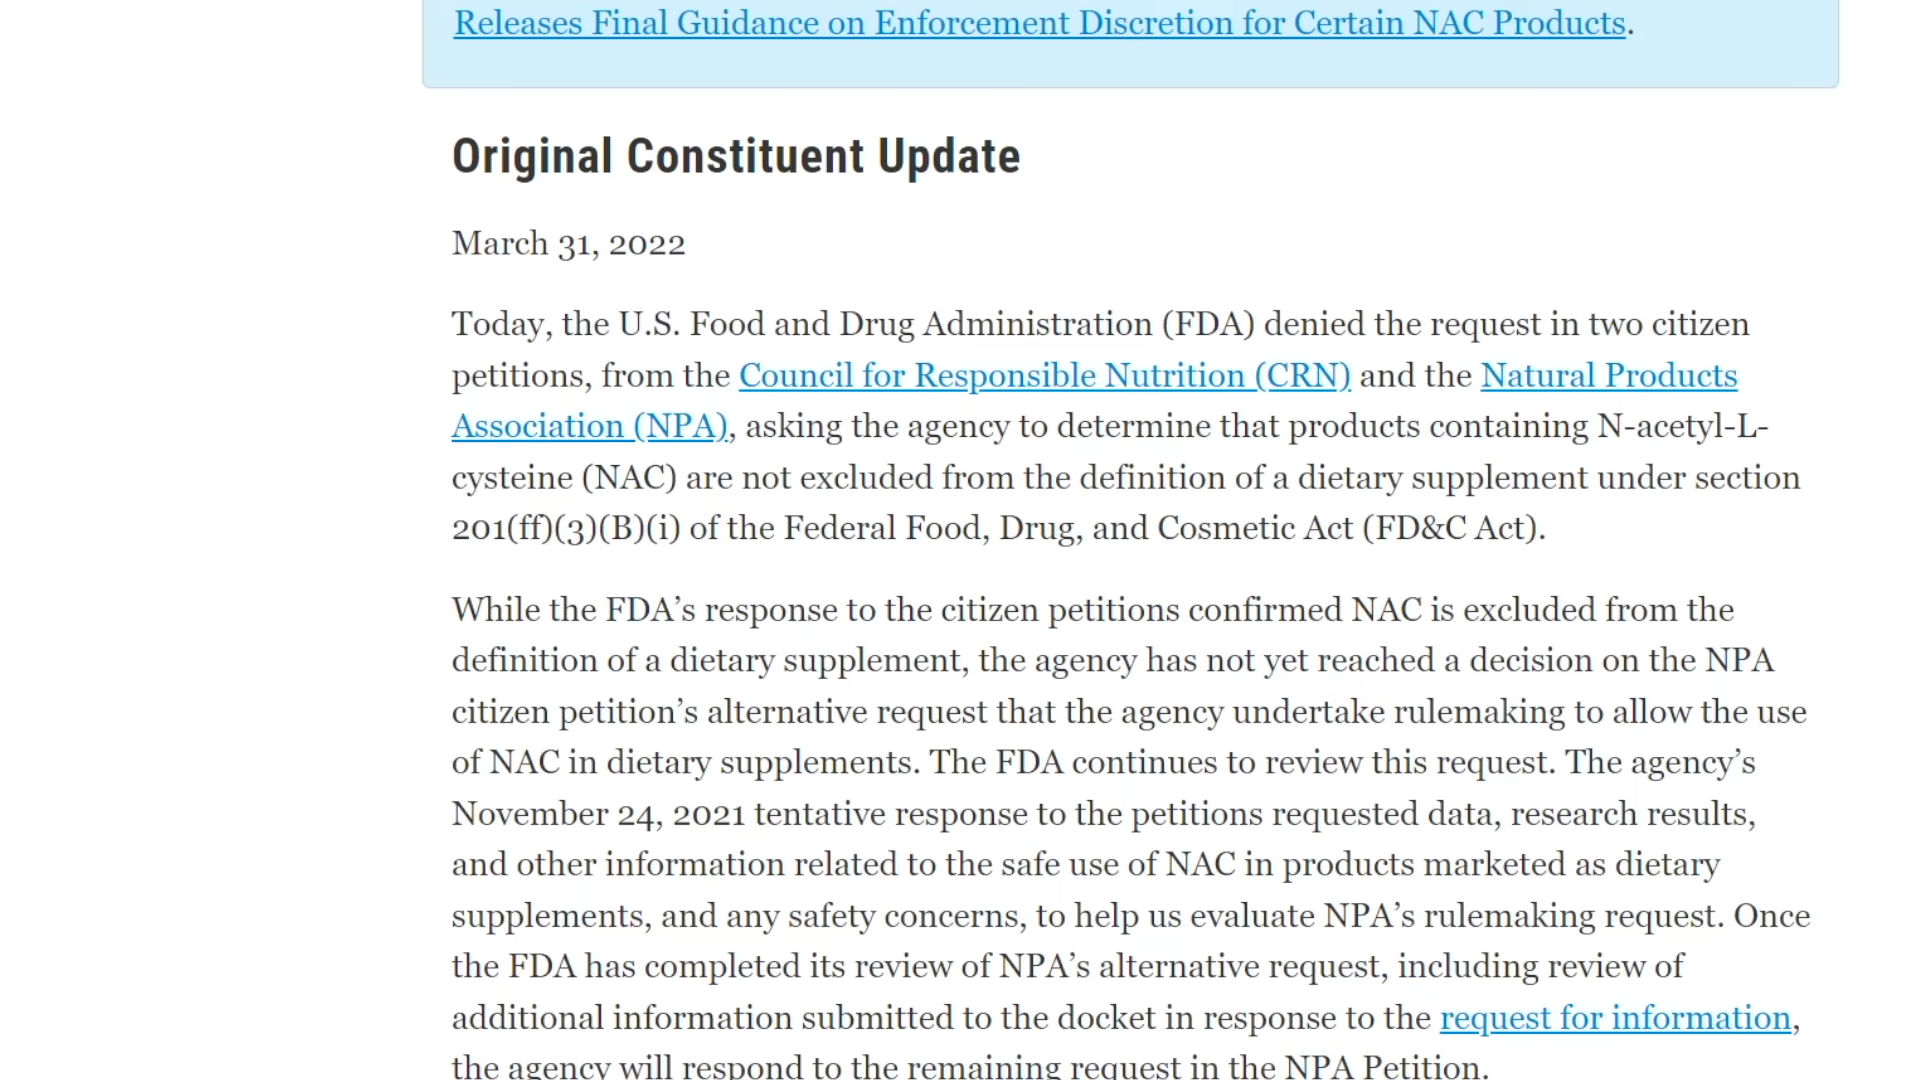 Releases Final Guidance on Enforcement Discretion for Certain NAC Products.
Original Constituent Update
March 31, 2022
Today, the U.S. Food and Drug Administration (FDA) denied the request in two citizen
petitions, from the Council for Responsible Nutrition (CRN) and the Natural Products
Association (NPA), asking the agency to determine that products containing N-acetyl-L-
cysteine (NAC) are not excluded from the definition of a dietary supplement under section
201(ff)(3)(B)(i) of the Federal Food, Drug, and Cosmetic Act (FD&C Act).
While the FDA’s response to the citizen petitions confirmed NAC is excluded from the
definition of a dietary supplement, the agency has not yet reached a decision on the NPA
citizen petition’s alternative request that the agency undertake rulemaking to allow the use
of NAC in dietary supplements. The FDA continues to review this request. The agency’s
November 24, 2021 tentative response to the petitions requested data, research results,
and other information related to the safe use of NAC in products marketed as dietary
supplements, and any safety concerns, to help us evaluate NPA’s rulemaking request. Once
the FDA has completed its review of NPA’s alternative request, including review of
additional information submitted to the docket in response to the request for information,
the agency will respond to the remaining request in the NPA Petition.